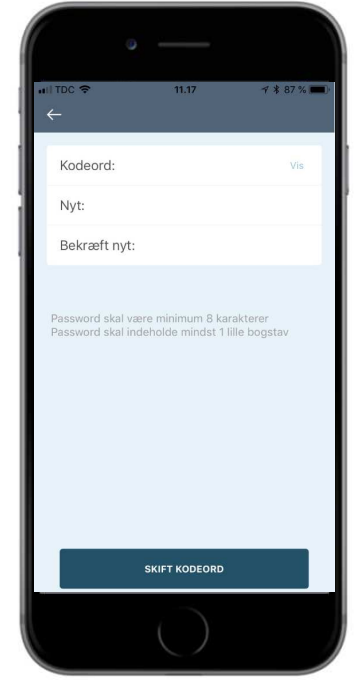 TDC 11.17 87 %
Kodeord: Vis
Nyt:
Bekræft nyt:
Password skal være minimum 8 karakterer
Password skal indeholde mindst 1 lille bogstav
SKIFT KODEORD